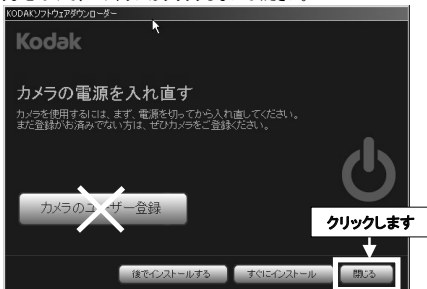 KODAKソフトウェアダウンローダー
Kodak
カメラの電源を入れ直す
カメラを使用するには、まず、電源を切ってから入れ直してください。
まだ登録がお済みでない方は、ぜひカメラをご登録ください。
カメラのユーザー登録
クリックします
後でインストールする
すぐにインストール
閉じる